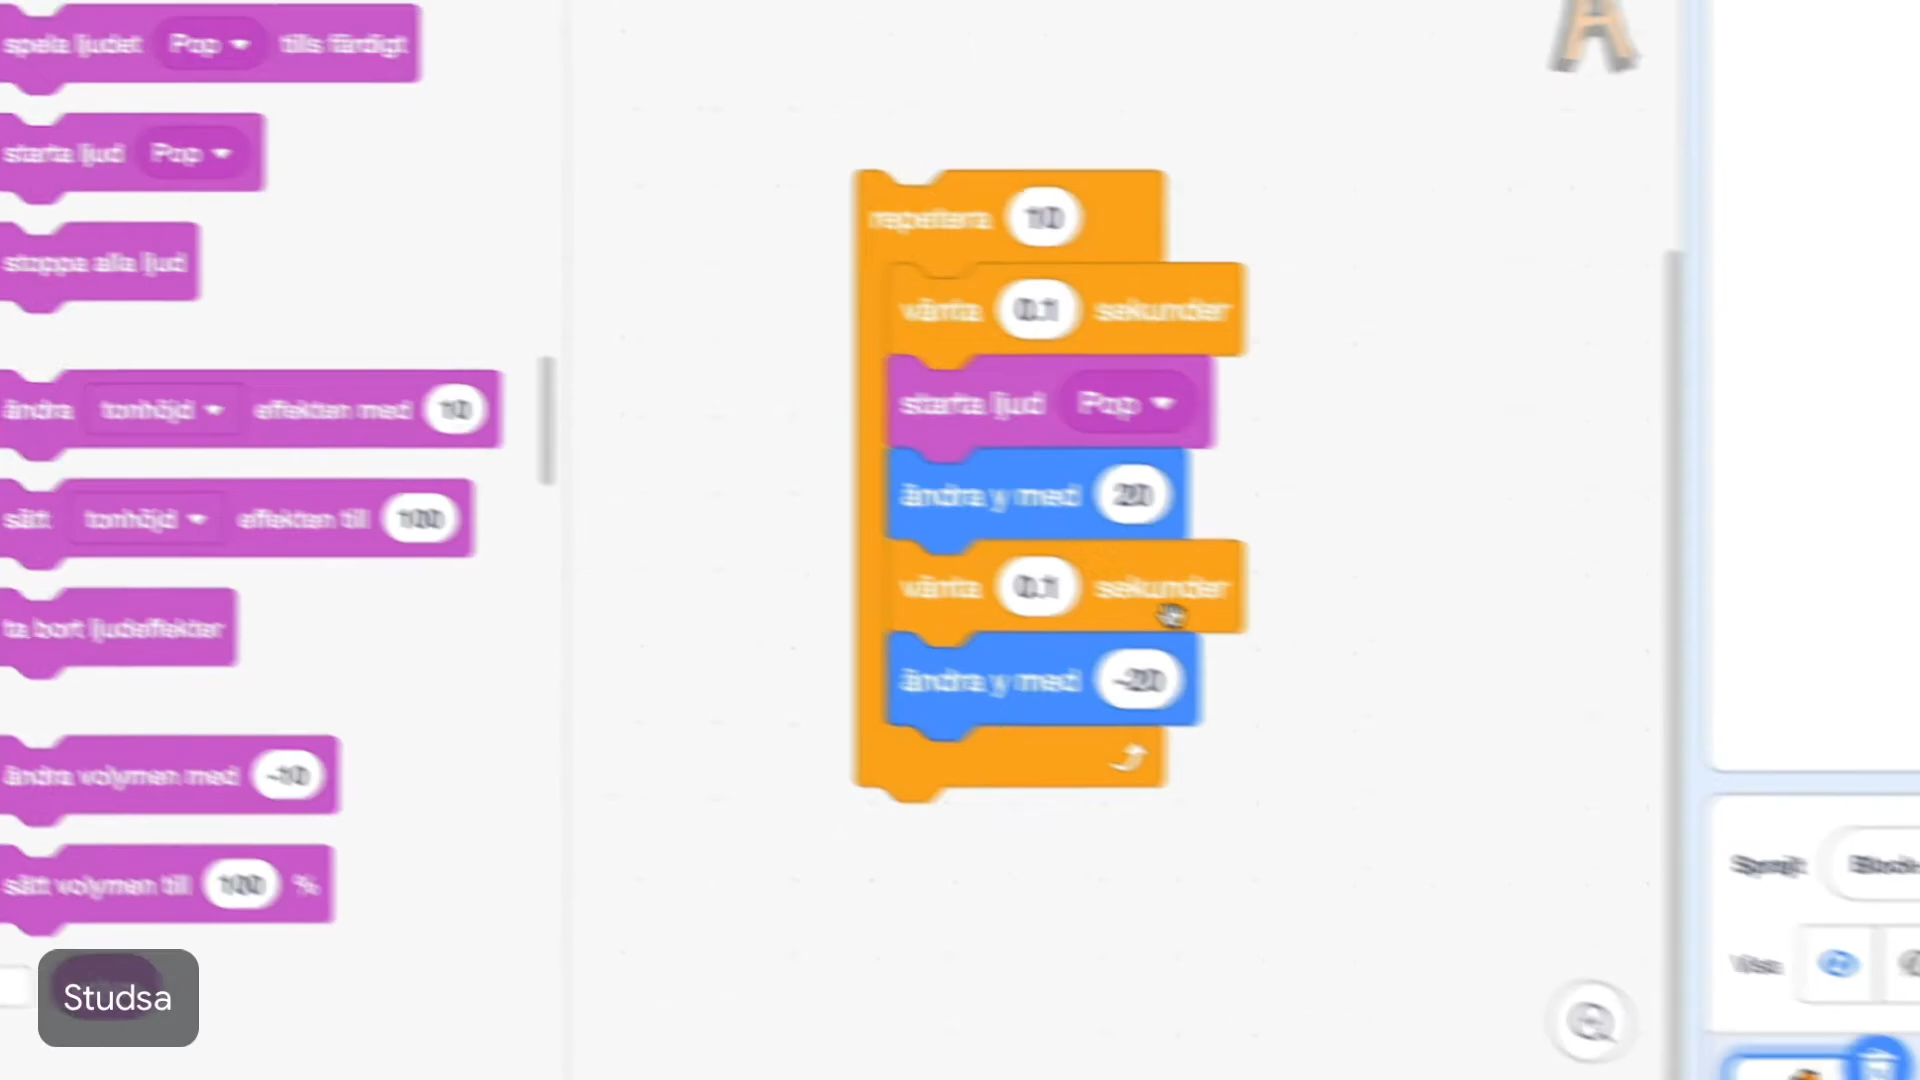 spela ljudet Pop tills färdigt
starta ljud Pop
stoppa alla ljud
ändra tonhöjd effekten med 10
sätt tonhöjd effekten till 100
ta bort ljudeffekter
ändra volymen med -10
sätt volymen till 100 %
Studsa
repetera 10
vänta 0.1 sekunder
starta ljud Pop
ändra y med 20
vänta 0.1 sekunder
ändra y med -20
A
Sprajt
Visa